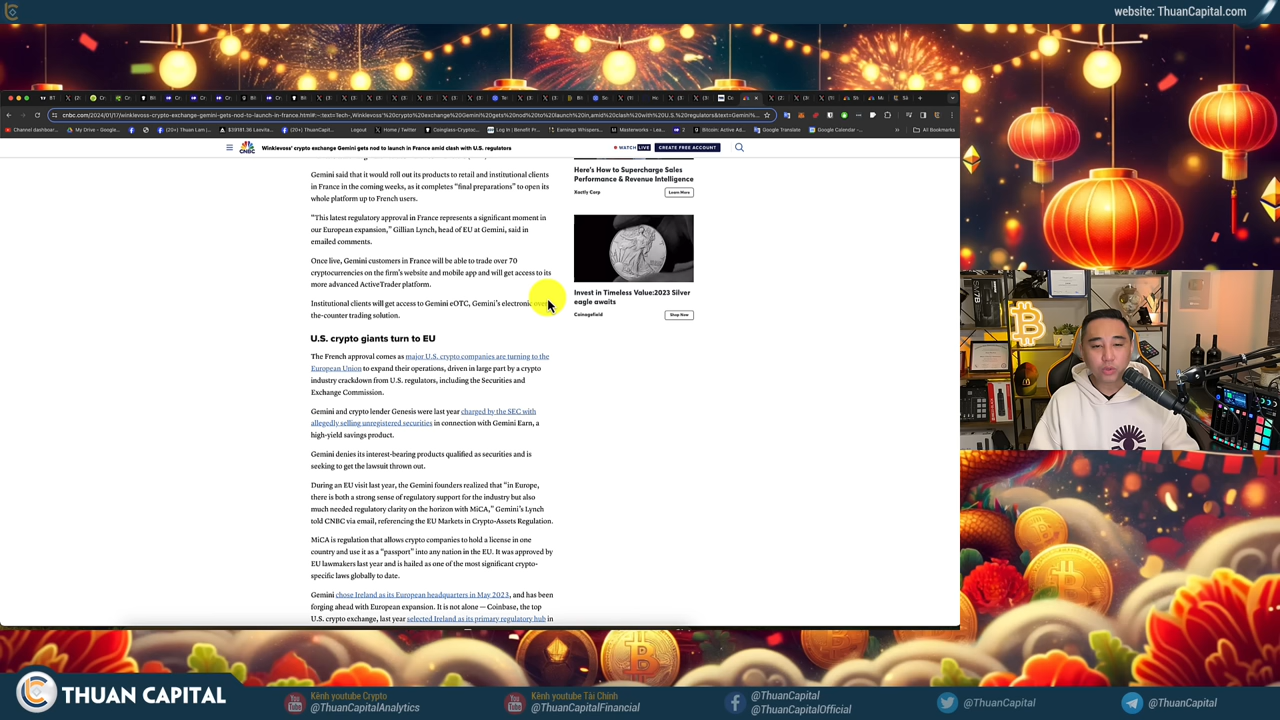 website: ThuanCapital.com
cnbc.com/2024/01/17/winklevoss-crypto-exchange-gemini-gets-nod-to-launch-in-france.html#:~:text=Tech-,Winklevoss'%20crypto%20exchange%20Gemini%20gets%20nod%20to%20launch%20in,amid%20clash%20with%20U.S.%20regulators&text=Gemini%...
Channel dashboar...
My Drive – Google...
(20+) Thuan Lam |...
(20+) ThuanCapit...
Logout
Home / Twitter
Coinglass-Cryptoc...
Log In | Benefit Pr...
Earnings Whispers...
Masterworks - Lea...
Bitcoin: Active Ad...
Google Translate
Google Calendar -...
All Bookmarks
CNBC
Winklevoss' crypto exchange Gemini gets nod to launch in France amid clash with U.S. regulators
WATCH LIVE
CREATE FREE ACCOUNT
Gemini said that it would roll out its products to retail and institutional clients
in France in the coming weeks, as it completes “final preparations” to open its
whole platform up to French users.
“This latest regulatory approval in France represents a significant moment in
our European expansion,” Gillian Lynch, head of EU at Gemini, said in
emailed comments.
Once live, Gemini customers in France will be able to trade over 70
cryptocurrencies on the firm’s website and mobile app and will get access to its
more advanced ActiveTrader platform.
Institutional clients will get access to Gemini eOTC, Gemini’s electronic over-
the-counter trading solution.
U.S. crypto giants turn to EU
The French approval comes as major U.S. crypto companies are turning to the
European Union to expand their operations, driven in large part by a crypto
industry crackdown from U.S. regulators, including the Securities and
Exchange Commission.
Gemini and crypto lender Genesis were last year charged by the SEC with
allegedly selling unregistered securities in connection with Gemini Earn, a
high-yield savings product.
Gemini denies its interest-bearing products qualified as securities and is
seeking to get the lawsuit thrown out.
During an EU visit last year, the Gemini founders realized that “in Europe,
there is both a strong sense of regulatory support for the industry but also
much needed regulatory clarity on the horizon with MiCA,” Gemini’s Lynch
told CNBC via email, referencing the EU Markets in Crypto-Assets Regulation.
MiCA is regulation that allows crypto companies to hold a license in one
country and use it as a “passport” into any nation in the EU. It was approved by
EU lawmakers last year and is hailed as one of the most significant crypto-
specific laws globally to date.
Gemini chose Ireland as its European headquarters in May 2023, and has been
forging ahead with European expansion. It is not alone — Coinbase, the top
U.S. crypto exchange, last year selected Ireland as its primary regulatory hub in
Here's How to Supercharge Sales
Performance & Revenue Intelligence
Xactly Corp
Learn More
Invest in Timeless Value:2023 Silver
eagle awaits
Coinagefield
Shop Now
SM7B
THUAN CAPITAL
Kênh youtube Crypto
@ThuanCapitalAnalytics
Kênh youtube Tài Chính
@ThuanCapitalFinancial
@ThuanCapital
@ThuanCapitalOfficial
@ThuanCapital
@ThuanCapital